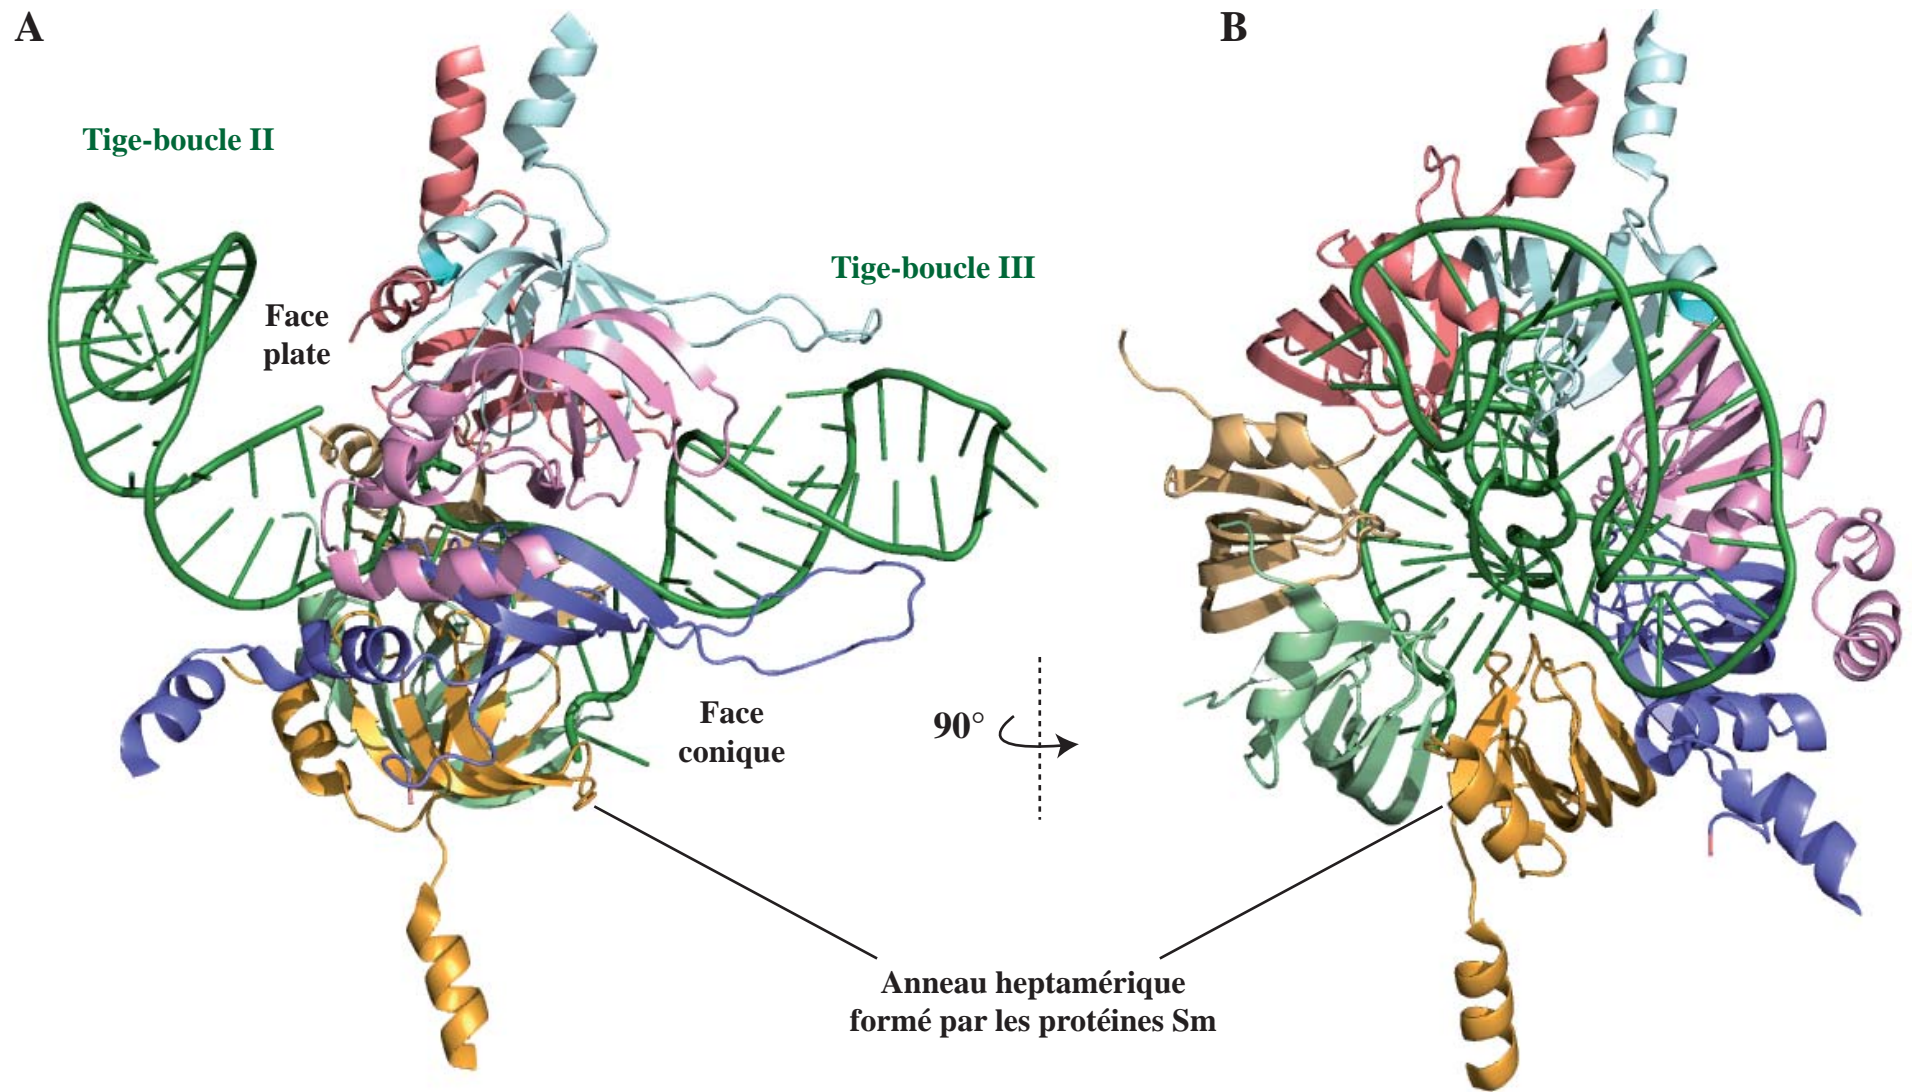 A
B
Tige-boucle II
Tige-boucle III
Face
plate
Face
conique
90°
Anneau heptamérique
formé par les protéines Sm